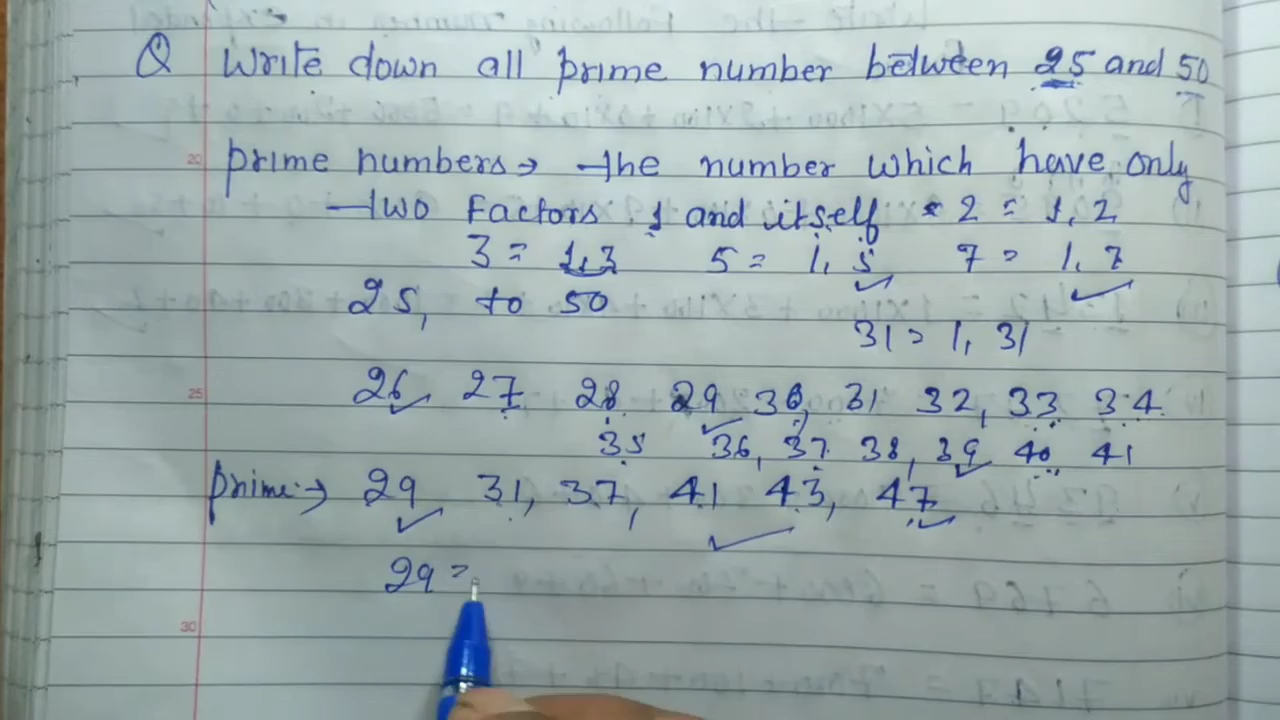 Q Write down all prime number between 25 and 50
20
prime numbers → the number which have only
two factors 1 and itself 2 = 1, 2
3 = 1,3 5 = 1, 5 7 = 1, 7
25, to 50
31 = 1, 31
25
26 27 28 29 30, 31 32, 33 34
35 36, 37 38, 39 40 41
prime → 29 31, 37, 41 43, 47
29 =
30